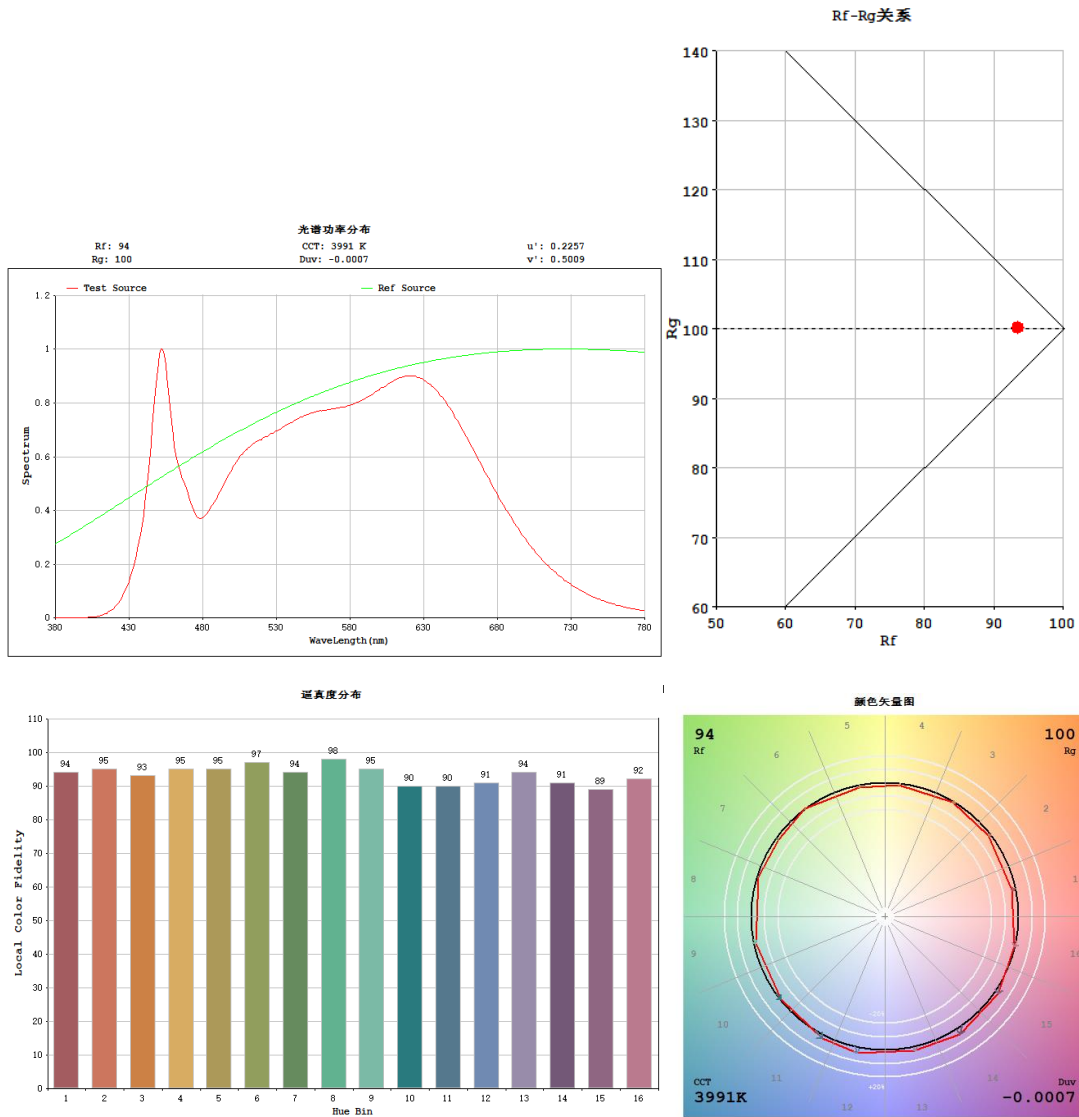 Rf-Rg关系
140
130
120
110
100
90
80
70
60
Rg
50 60 70 80 90 100
Rf
光谱功率分布
Rf: 94 CCT: 3991 K u': 0.2257
Rg: 100 Duv: -0.0007 v': 0.5009
Test Source Ref Source
1.2
1
0.8
0.6
0.4
0.2
0
Spectrum
380 430 480 530 580 630 680 730 780
WaveLength(nm)
逼真度分布
110
100
90
80
70
60
50
40
30
20
10
0
Local Color Fidelity
94 95 93 95 95 97 94 98 95 90 90 91 94 91 89 92
1 2 3 4 5 6 7 8 9 10 11 12 13 14 15 16
Hue Bin
颜色矢量图
94 100
Rf Rg
5 4
6 3
7 2
8 1
9 16
10 15
11 14
12 13
-20%
+20%
CCT Duv
3991K -0.0007